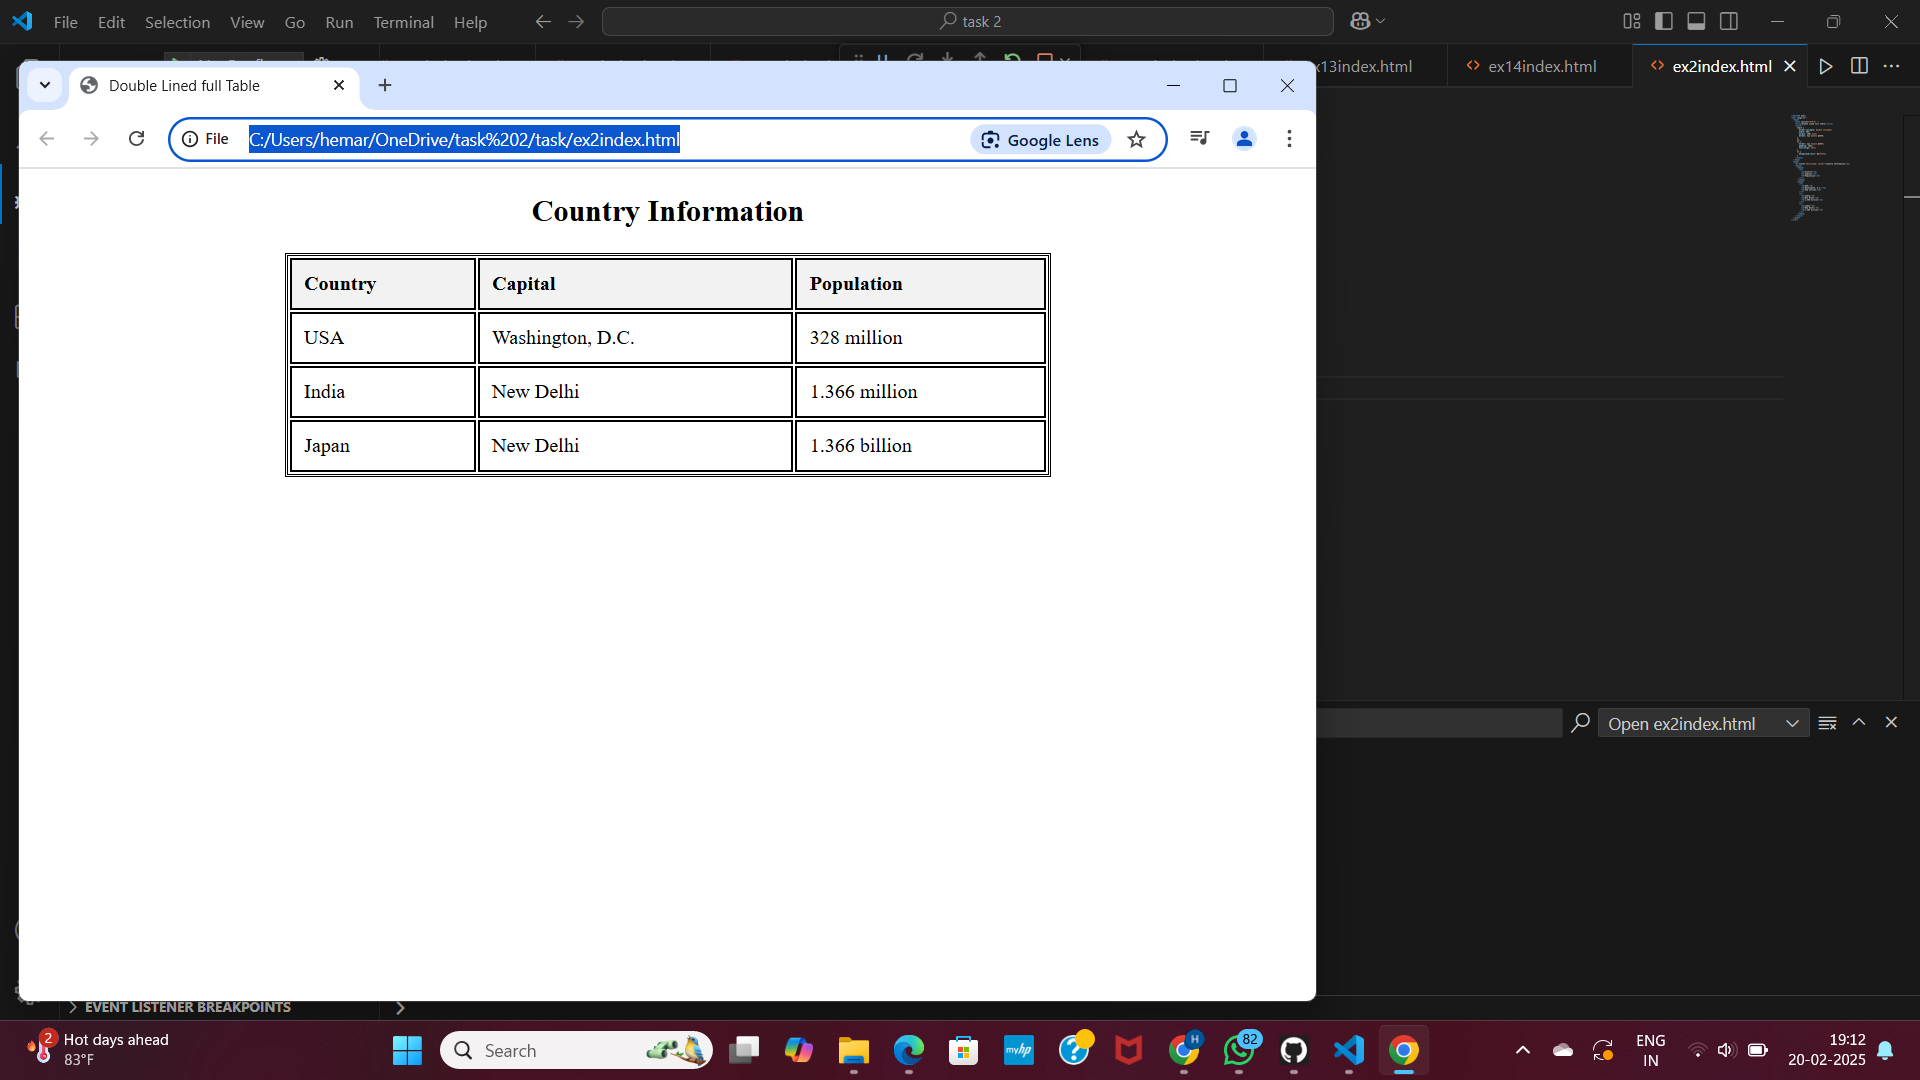 File Edit Selection View Go Run Terminal Help task 2
x13index.html ex14index.html ex2index.html
Double Lined full Table
File C:/Users/hemar/OneDrive/task%202/task/ex2index.html Google Lens
Country Information
Country Capital Population
USA Washington, D.C. 328 million
India New Delhi 1.366 million
Japan New Delhi 1.366 billion
Open ex2index.html
EVENT LISTENER BREAKPOINTS
2 Hot days ahead
83°F
Search
myhp
H
82
ENG
IN
19:12
20-02-2025